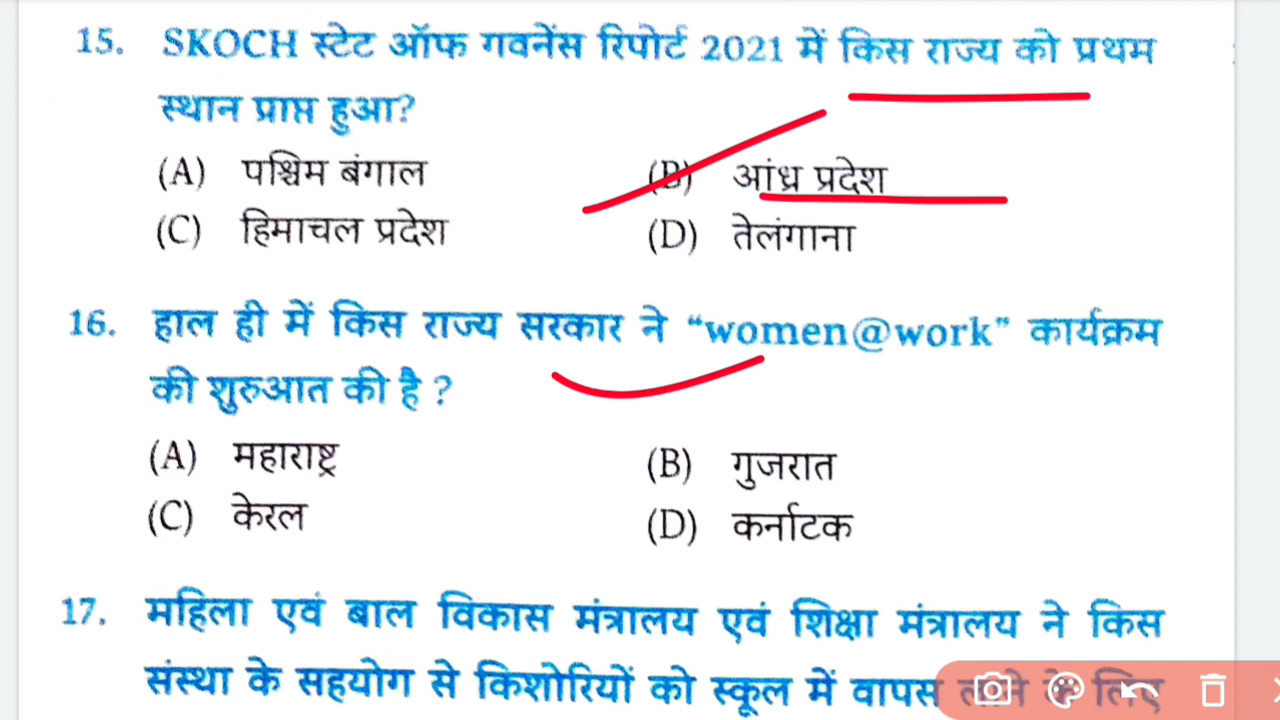 15. SKOCH स्टेट ऑफ गवर्नेंस रिपोर्ट 2021 में किस राज्य को प्रथम
स्थान प्राप्त हुआ?
(A) पश्चिम बंगाल (B) आंध्र प्रदेश
(C) हिमाचल प्रदेश (D) तेलंगाना
16. हाल ही में किस राज्य सरकार ने “women@work” कार्यक्रम
की शुरुआत की है ?
(A) महाराष्ट्र (B) गुजरात
(C) केरल (D) कर्नाटक
17. महिला एवं बाल विकास मंत्रालय एवं शिक्षा मंत्रालय ने किस
संस्था के सहयोग से किशोरियों को स्कूल में वापस लाने के लिए